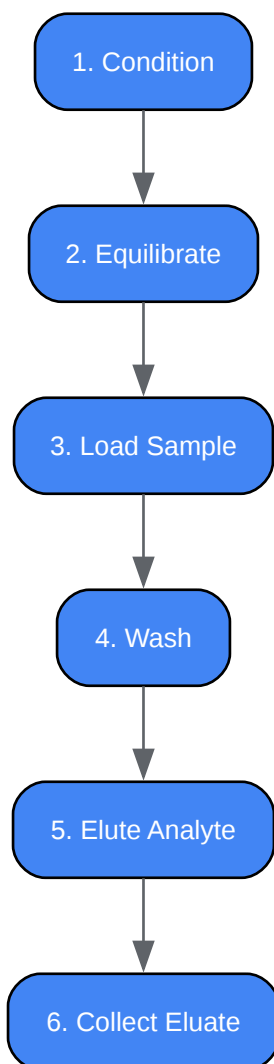 1. Condition
2. Equilibrate
3. Load Sample
4. Wash
5. Elute Analyte
6. Collect Eluate